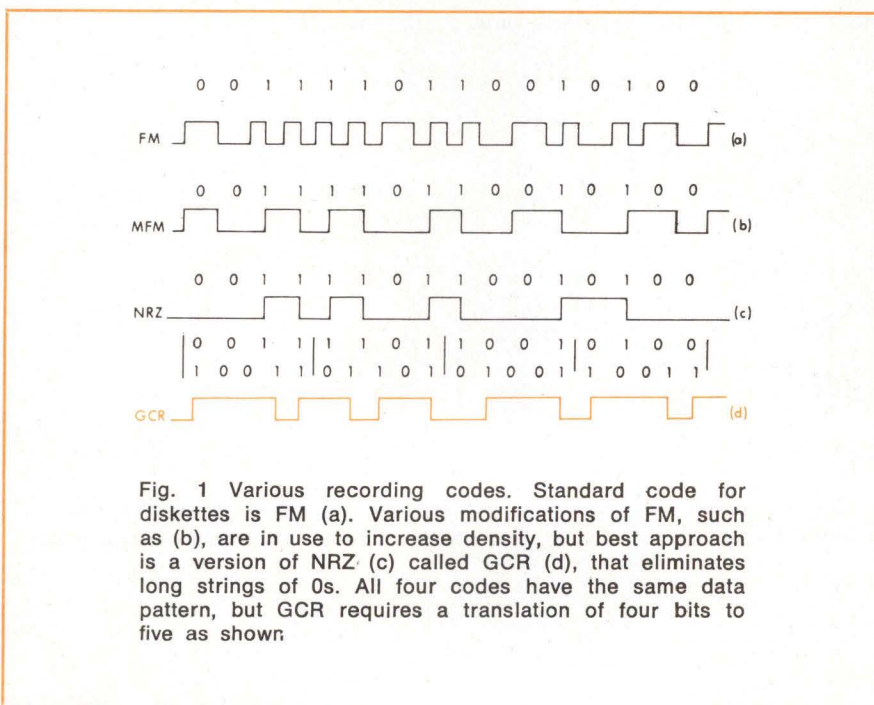 0 0 1 1 1 1 0 1 1 0 0 1 0 1 0 0
FM (a)
0 0 1 1 1 1 0 1 1 0 0 1 0 1 0 0
MFM (b)
0 0 1 1 1 1 0 1 1 0 0 1 0 1 0 0
NRZ (c)
0 0 1 1 1 1 0 1 1 0 0 1 0 1 0 0
1 0 0 1 1 0 1 1 0 1 0 1 0 0 1 1 0 0 1 1
GCR (d)
Fig. 1 Various recording codes. Standard code for
diskettes is FM (a). Various modifications of FM, such
as (b), are in use to increase density, but best approach
is a version of NRZ (c) called GCR (d), that eliminates
long strings of 0s. All four codes have the same data
pattern, but GCR requires a translation of four bits to
five as shown